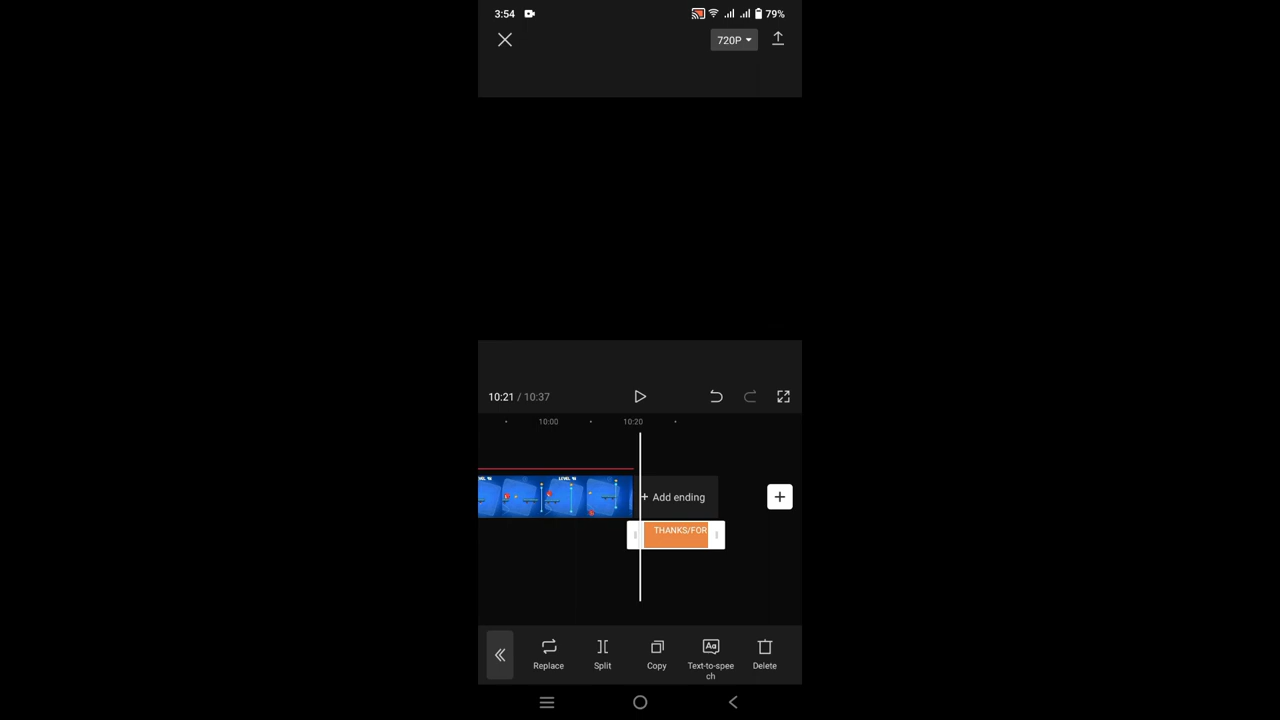 3:54 79%
720P
10:21 / 10:37
10:00 10:20
+ Add ending
THANKS/FOR
Replace Split Copy Text-to-spee
ch Delete